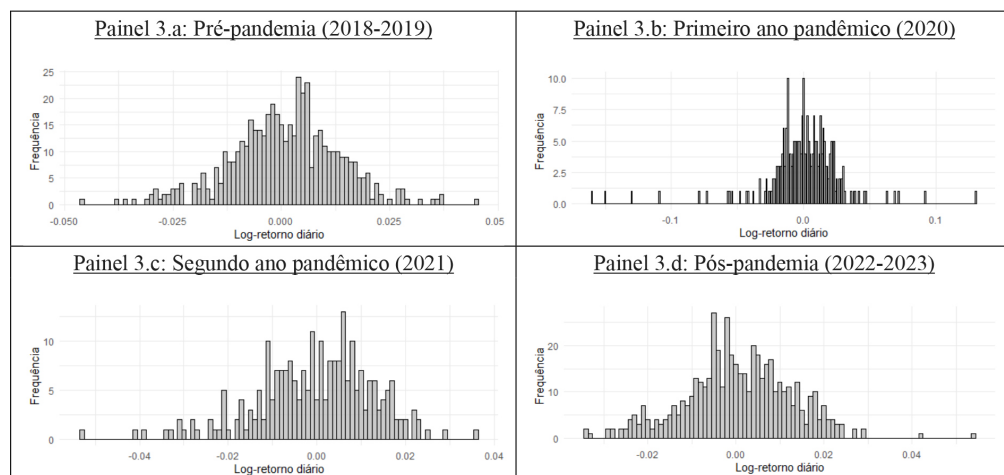 Painel 3.a: Pré-pandemia (2018-2019)
25
20
15
10
5
0
Frequência
-0.050
-0.025
0.000
0.025
0.05
Log-retorno diário
Painel 3.b: Primeiro ano pandêmico (2020)
10.0
7.5
5.0
2.5
0.0
Frequência
-0.1
0.0
0.1
Log-retorno diário
Painel 3.c: Segundo ano pandêmico (2021)
10
5
0
Frequência
-0.04
-0.02
0.00
0.02
Log-retorno diário
Painel 3.d: Pós-pandemia (2022-2023)
20
10
0
Frequência
-0.02
0.00
0.02
0.04
Log-retorno diário